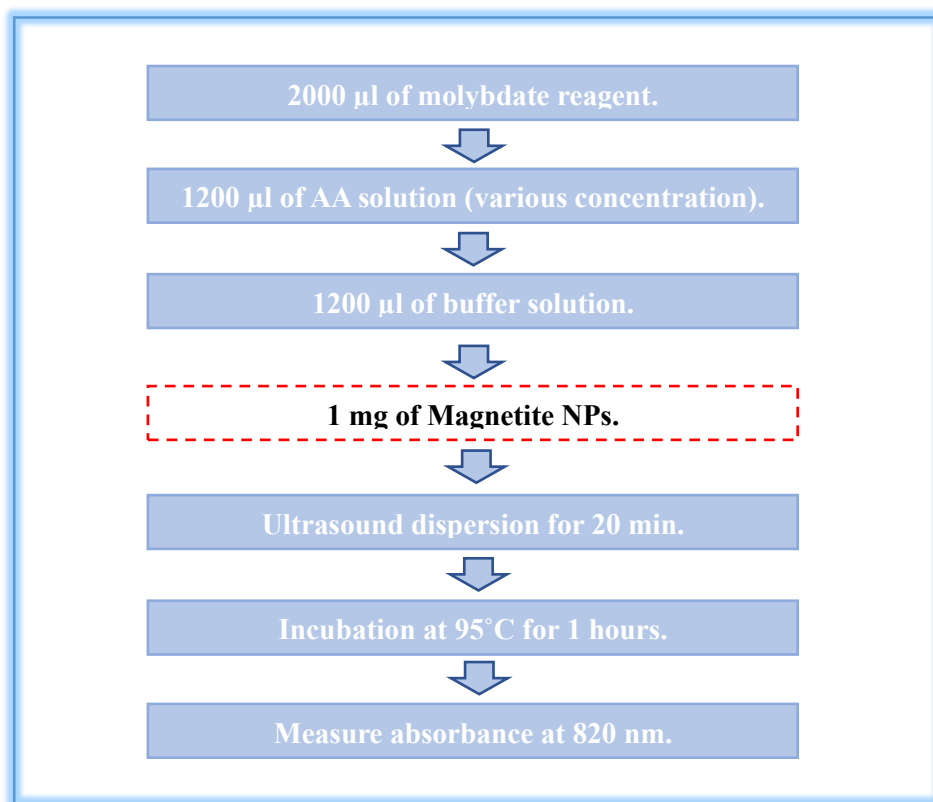 2000 µl of molybdate reagent.
1200 µl of AA solution (various concentration).
1200 µl of buffer solution.
1 mg of Magnetite NPs.
Ultrasound dispersion for 20 min.
Incubation at 95˚C for 1 hours.
Measure absorbance at 820 nm.